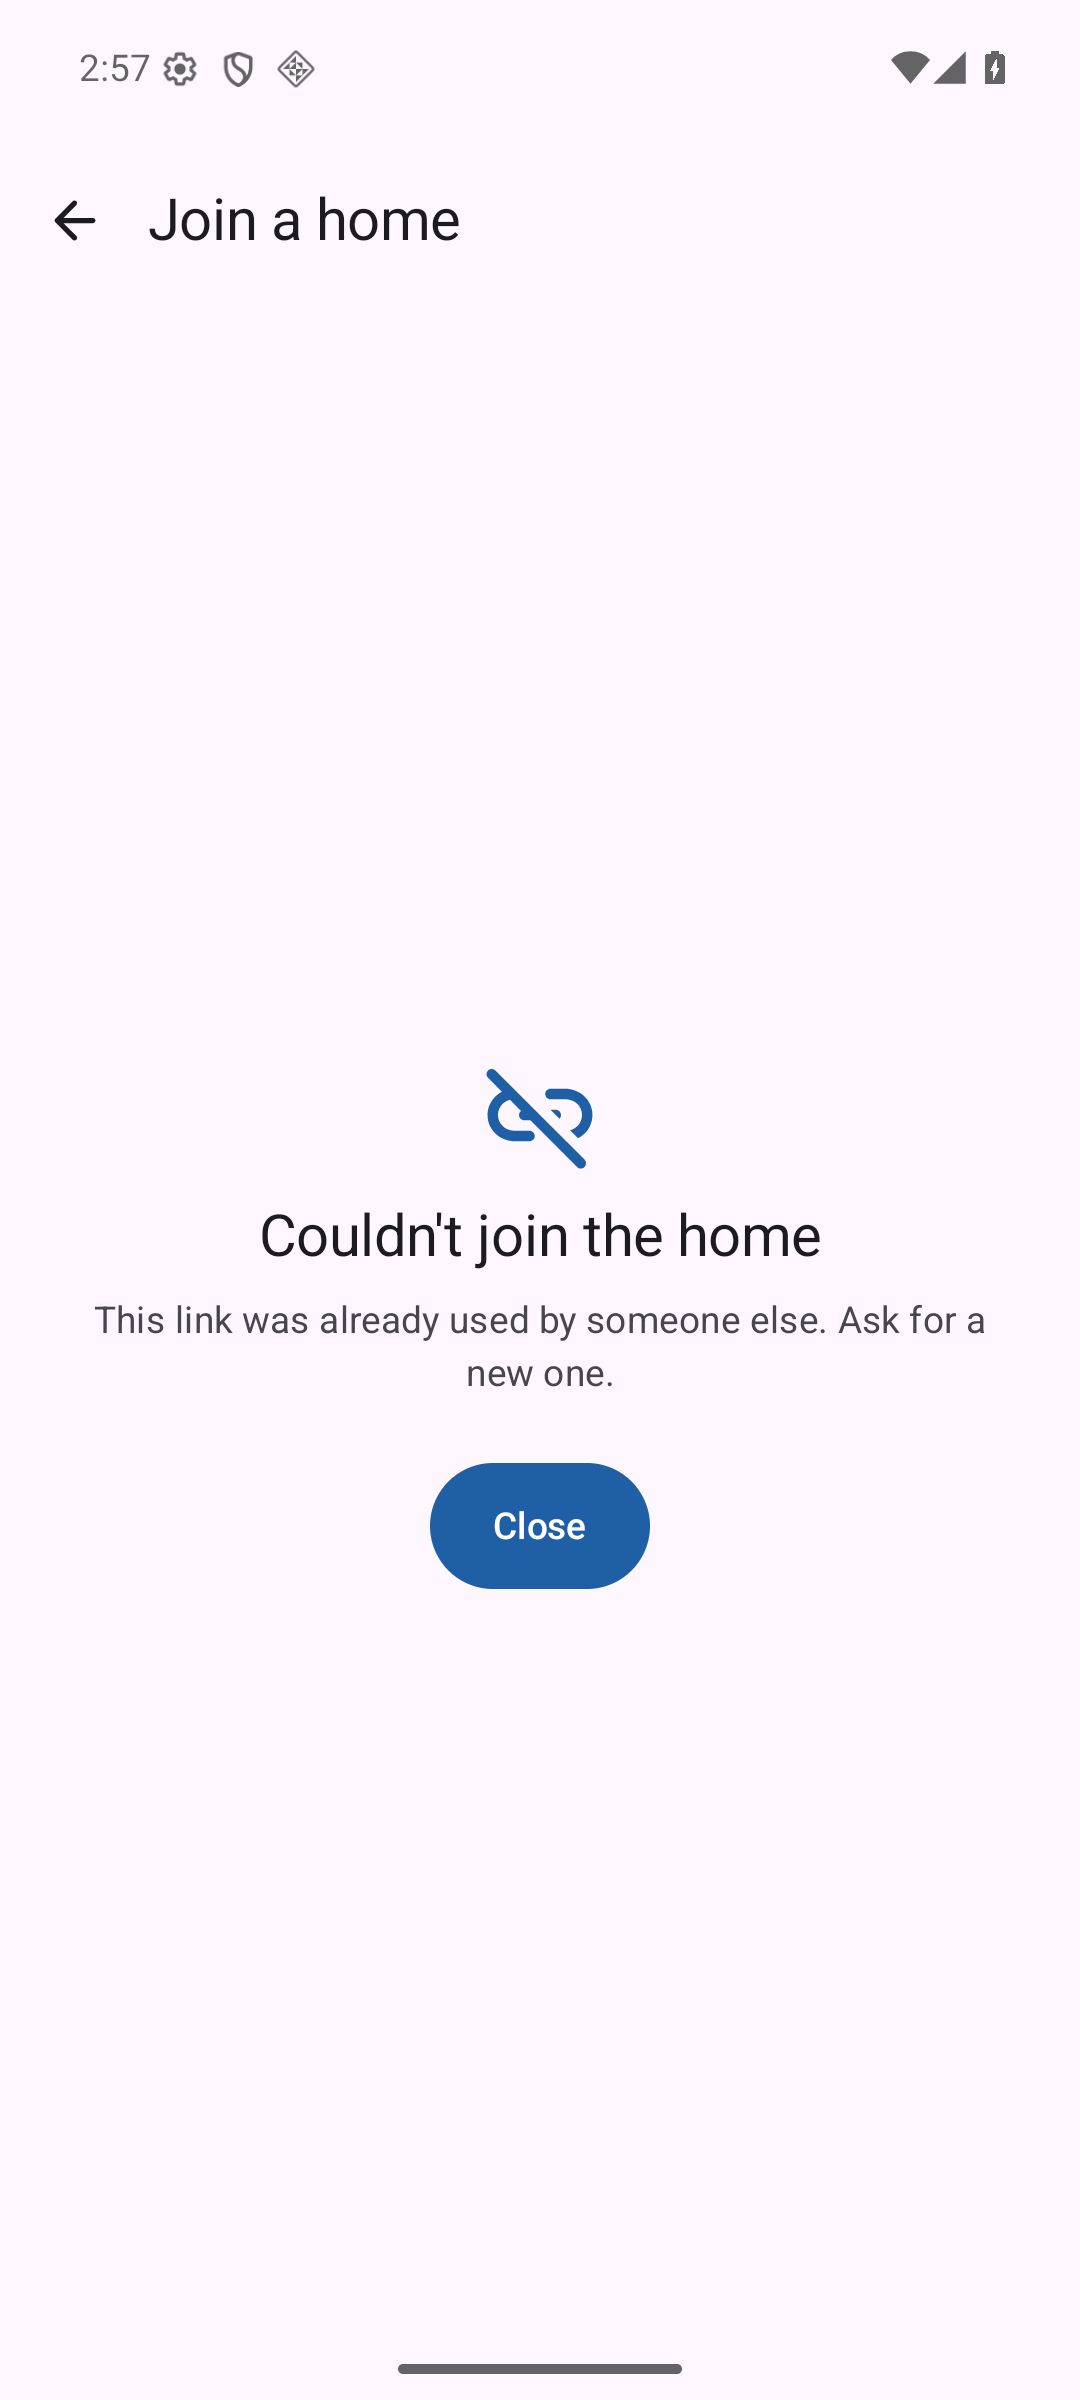 2:57
Join a home
Couldn't join the home
This link was already used by someone else. Ask for a
new one.
Close